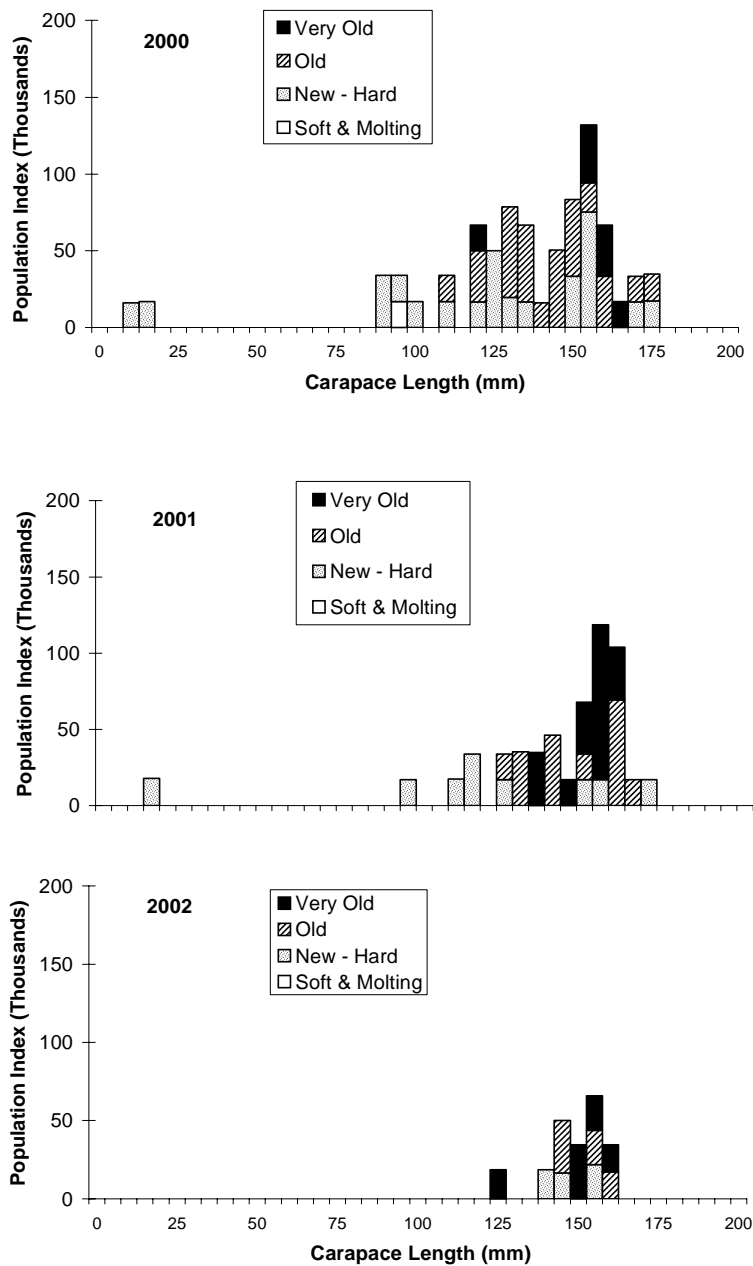 2000
Very Old
Old
New - Hard
Soft & Molting
Population Index (Thousands)
200
150
100
50
0
0 25 50 75 100 125 150 175 200
Carapace Length (mm)
2001
Very Old
Old
New - Hard
Soft & Molting
Population Index (Thousands)
200
150
100
50
0
2002
Very Old
Old
New - Hard
Soft & Molting
Population Index (Thousands)
200
150
100
50
0
0 25 50 75 100 125 150 175 200
Carapace Length (mm)